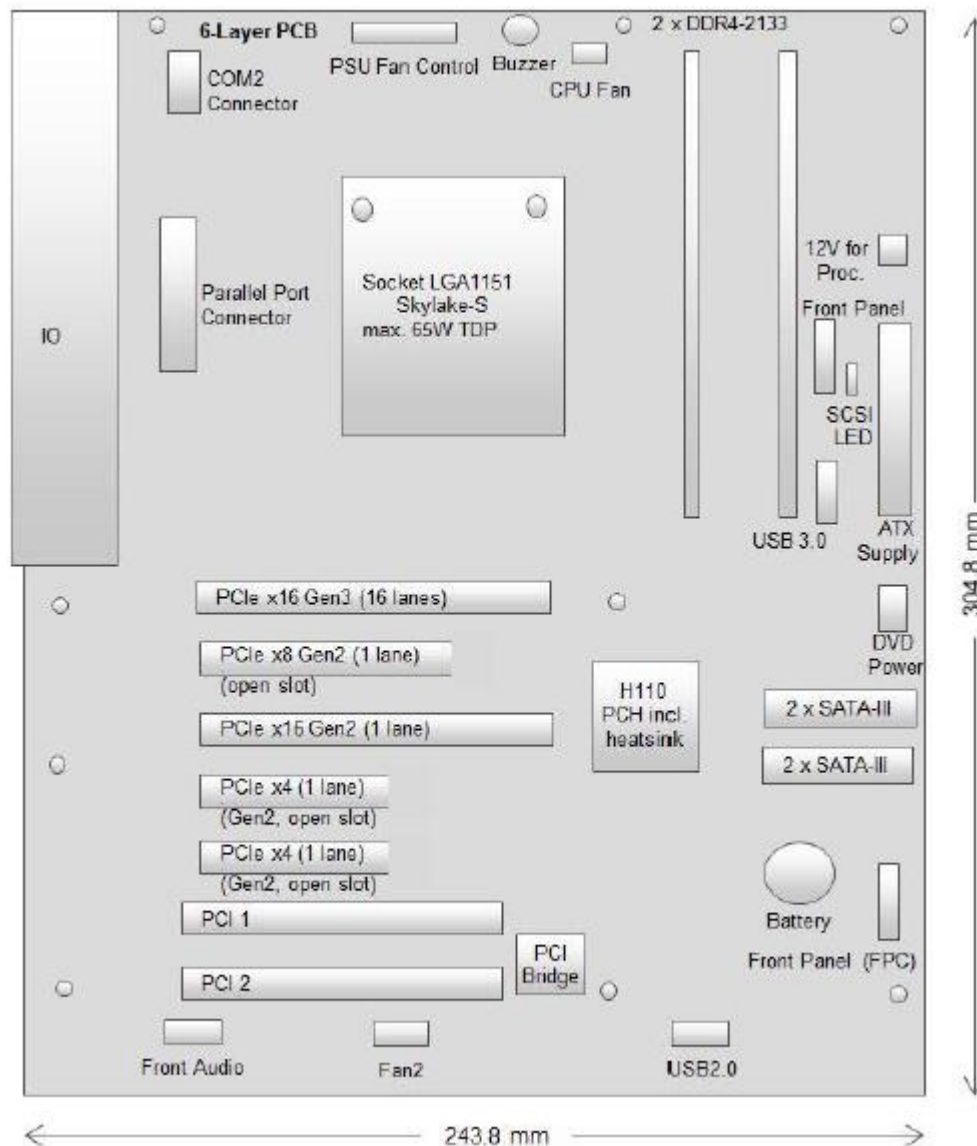 6-Layer PCB
2 x DDR4-2133
PSU Fan Control
Buzzer
CPU Fan
COM2
Connector
12V for
Proc.
Front Panel
Parallel Port
Connector
Socket LGA1151
Skylake-S
max. 65W TDP
IO
SCSI
LED
USB 3.0
ATX
Supply
304.8 mm
PCIe x16 Gen3 (16 lanes)
PCIe x8 Gen2 (1 lane)
(open slot)
PCIe x16 Gen2 (1 lane)
H110
PCH incl.
heatsink
DVD
Power
2 x SATA-III
2 x SATA-III
PCIe x4 (1 lane)
(Gen2, open slot)
PCIe x4 (1 lane)
(Gen2, open slot)
PCI 1
PCI 2
PCI
Bridge
Battery
Front Panel (FPC)
Front Audio
Fan2
USB2.0
243.8 mm